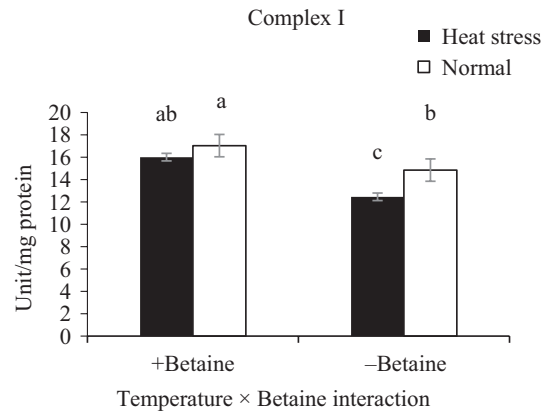 Complex I
Heat stress
Normal
Unit/mg protein
20
18
16
14
12
10
8
6
4
2
0
ab
a
c
b
+Betaine
–Betaine
Temperature × Betaine interaction